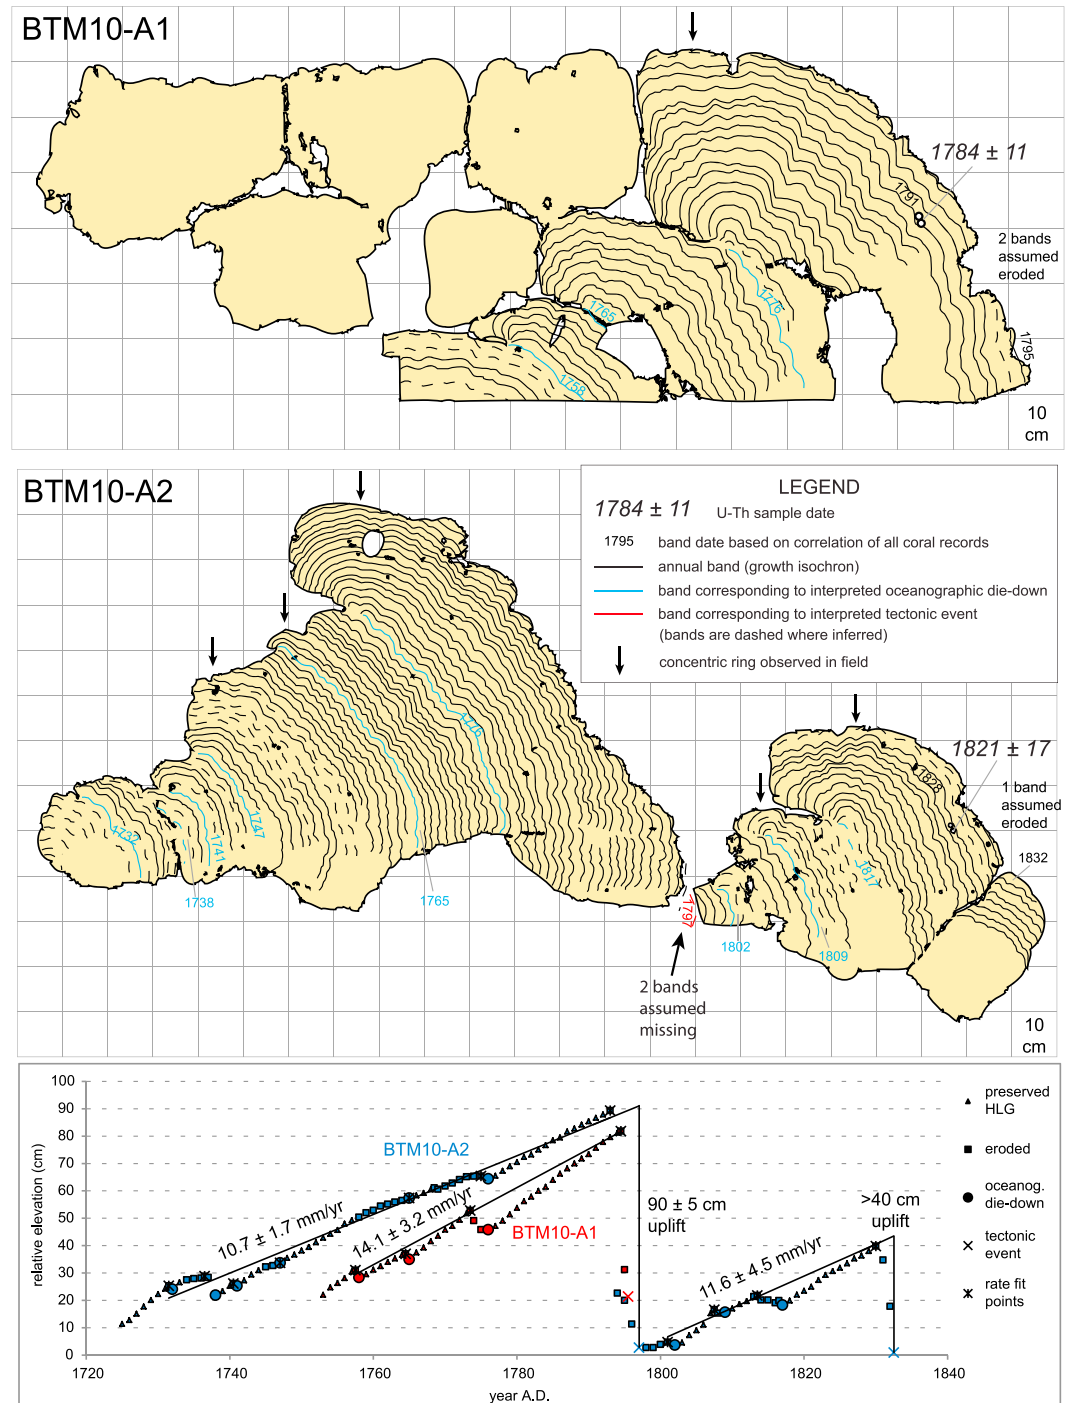 BTM10-A1
1784 ± 11
1791
2 bands
assumed
eroded
1776
1765
1758
1795
10
cm
BTM10-A2
LEGEND
1784 ± 11 U-Th sample date
1795 band date based on correlation of all coral records
annual band (growth isochron)
band corresponding to interpreted oceanographic die-down
band corresponding to interpreted tectonic event
(bands are dashed where inferred)
concentric ring observed in field
1776
1821 ± 17
1828
1 band
assumed
eroded
1832
1732
1741
1747
1738
1765
1797
1802
1809
1817
2 bands
assumed
missing
10
cm
100
90
80
70
60
50
40
30
20
10
0
relative elevation (cm)
BTM10-A2
10.7 ± 1.7 mm/yr
14.1 ± 3.2 mm/yr
BTM10-A1
90 ± 5 cm
uplift
>40 cm
uplift
11.6 ± 4.5 mm/yr
preserved
HLG
eroded
oceanog.
die-down
tectonic
event
rate fit
points
1720 1740 1760 1780 1800 1820 1840
year A.D.